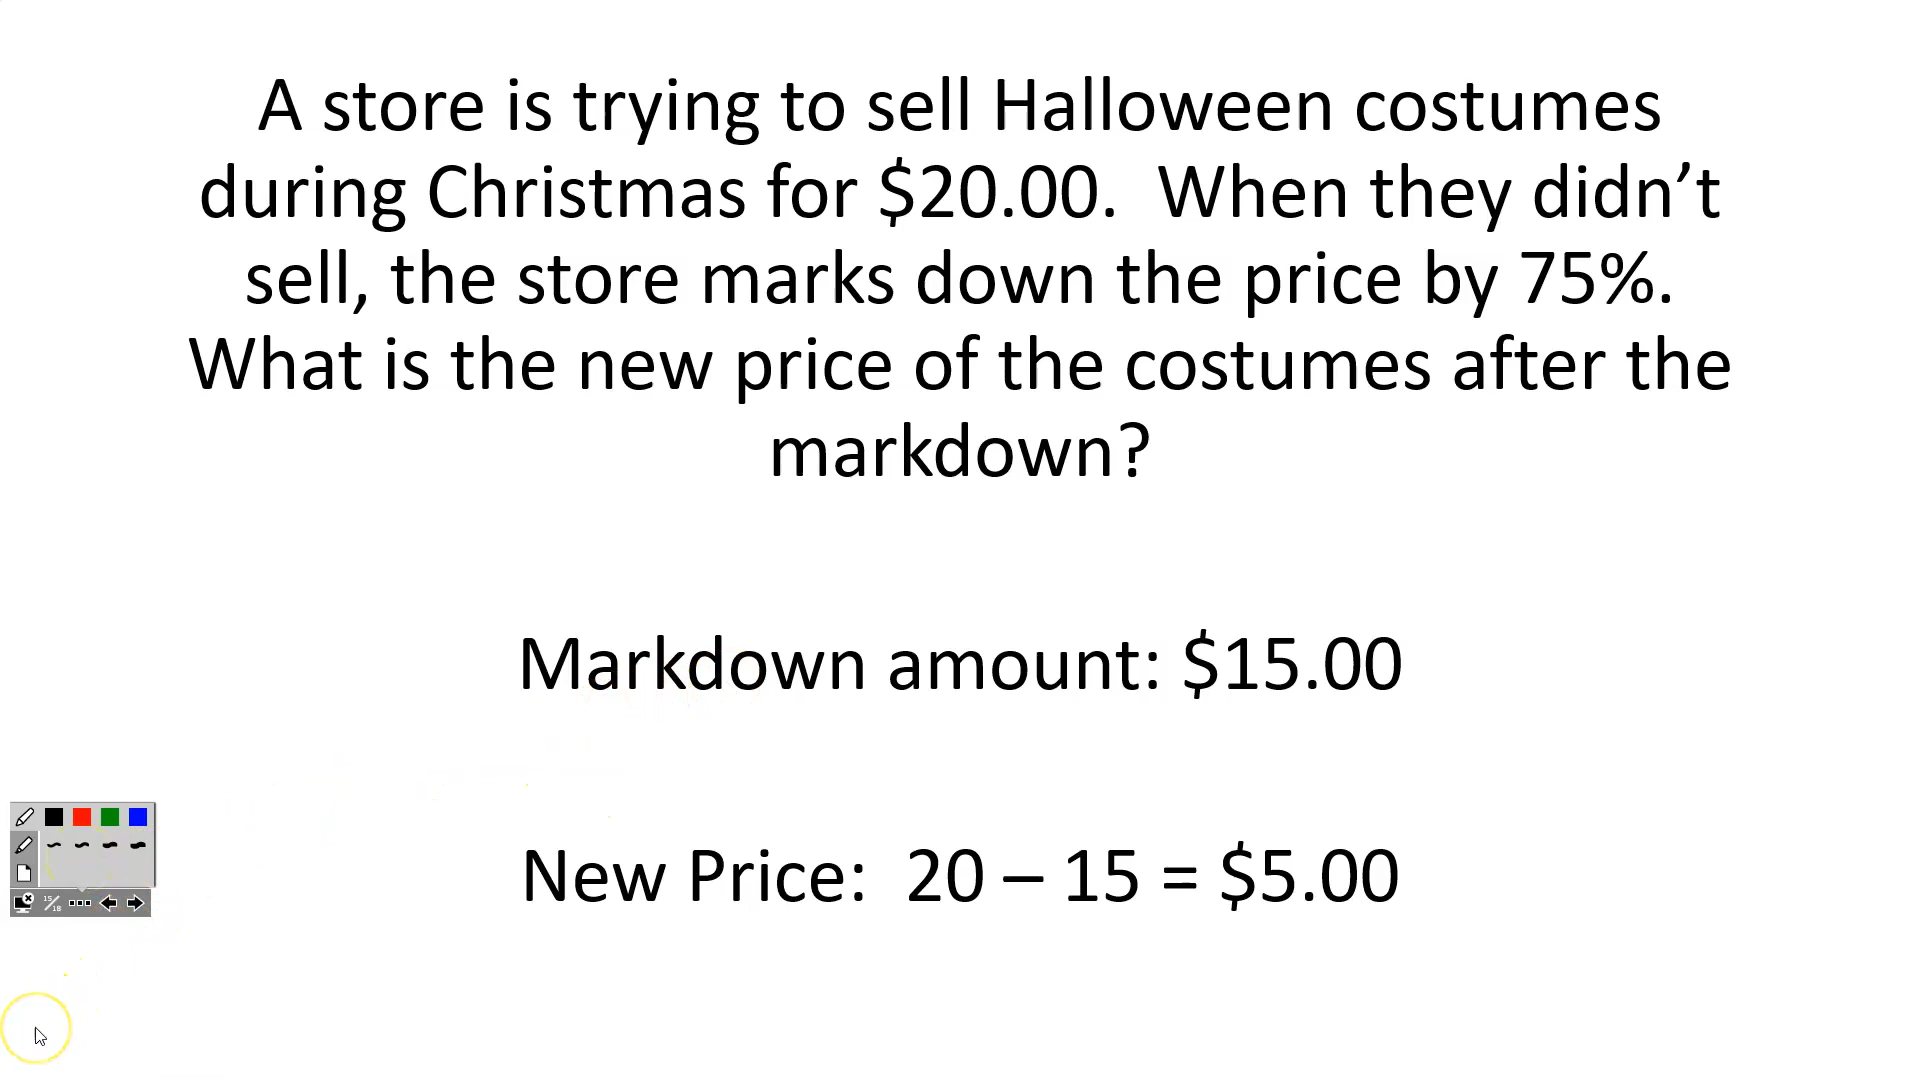 A store is trying to sell Halloween costumes
during Christmas for $20.00.  When they didn’t
sell, the store marks down the price by 75%.
What is the new price of the costumes after the
markdown?
Markdown amount: $15.00
New Price:  20 – 15 = $5.00
15/18